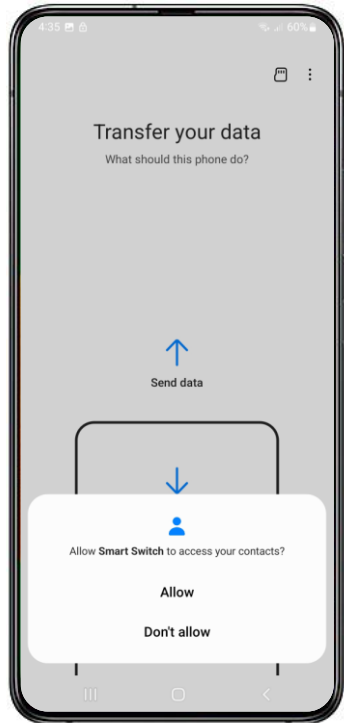 4:35
60%
Transfer your data
What should this phone do?
Send data
Allow Smart Switch to access your contacts?
Allow
Don't allow